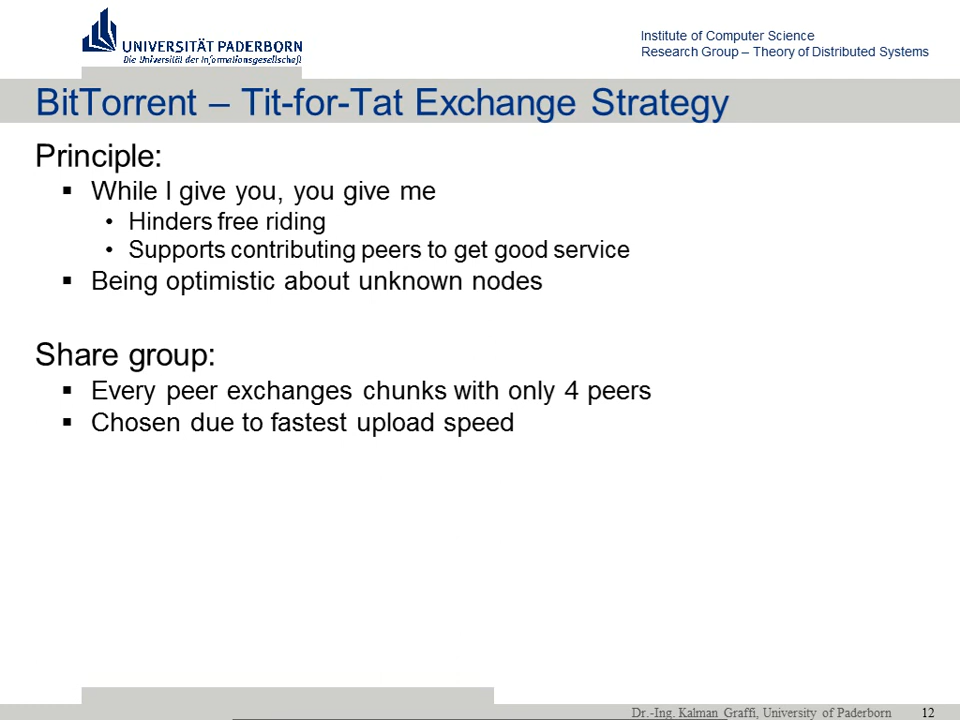 UNIVERSITÄT PADERBORN
Die Universität der Informationsgesellschaft
Institute of Computer Science
Research Group – Theory of Distributed Systems
BitTorrent – Tit-for-Tat Exchange Strategy
Principle:
▪ While I give you, you give me
• Hinders free riding
• Supports contributing peers to get good service
▪ Being optimistic about unknown nodes
Share group:
▪ Every peer exchanges chunks with only 4 peers
▪ Chosen due to fastest upload speed
Dr.-Ing. Kalman Graffi, University of Paderborn 12